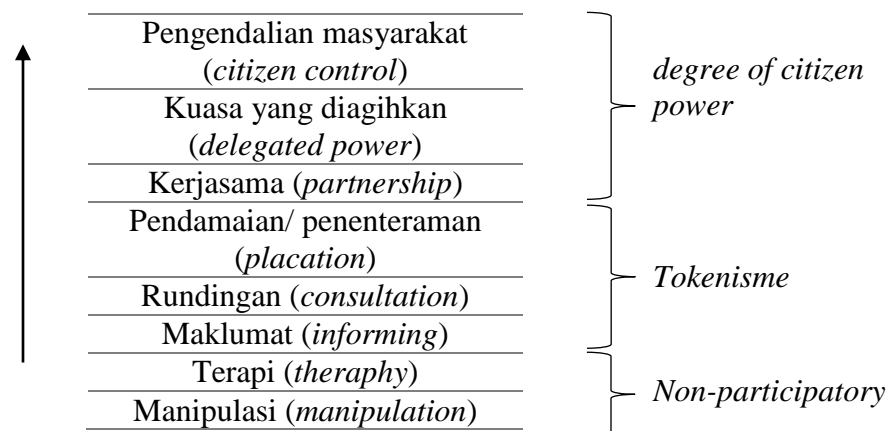 Pengendalian masyarakat
(citizen control)
Kuasa yang diagihkan
(delegated power)
Kerjasama (partnership)
Pendamaian/ penenteraman
(placation)
Rundingan (consultation)
Maklumat (informing)
Terapi (theraphy)
Manipulasi (manipulation)
degree of citizen
power
Tokenisme
Non-participatory